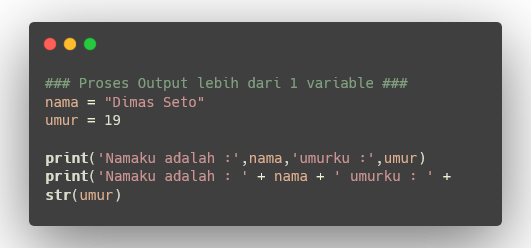 ### Proses Output lebih dari 1 variable ###
nama = "Dimas Seto"
umur = 19
print('Namaku adalah :',nama,'umurku :',umur)
print('Namaku adalah : ' + nama + ' umurku : ' +
str(umur)